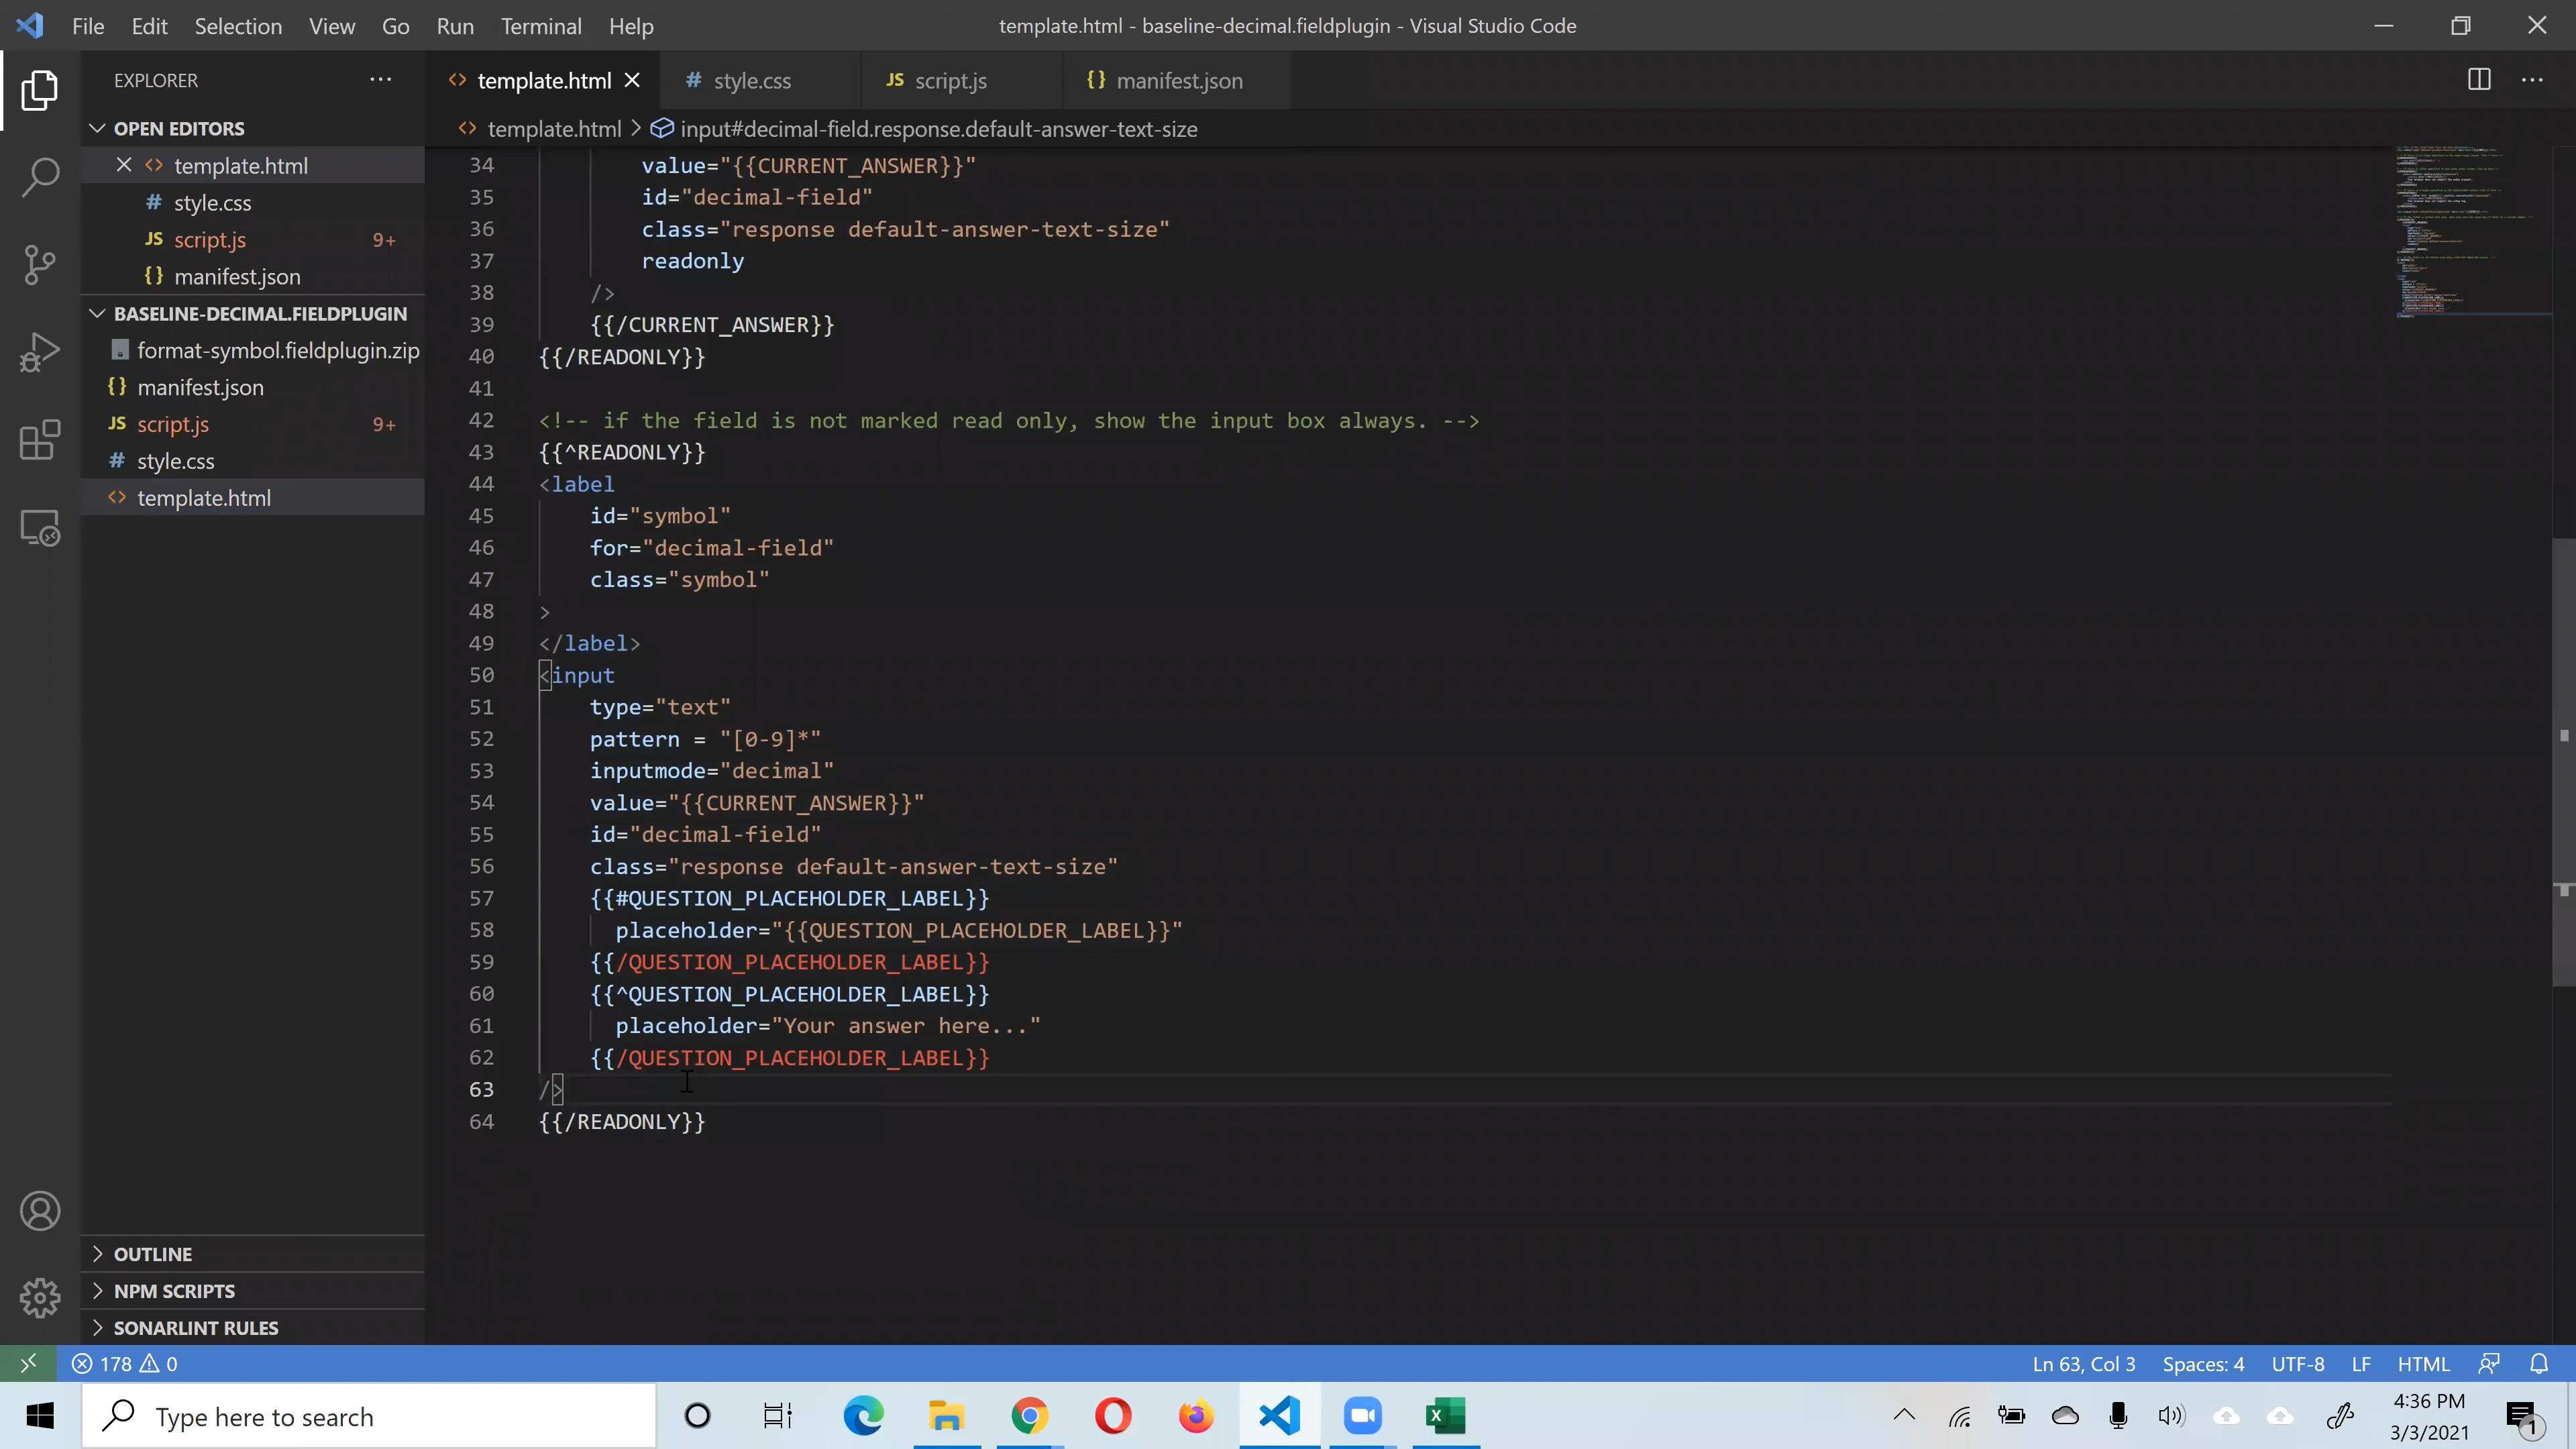 File Edit Selection View Go Run Terminal Help
template.html - baseline-decimal.fieldplugin - Visual Studio Code
EXPLORER
OPEN EDITORS
template.html
style.css
JS script.js 9+
{} manifest.json
BASELINE-DECIMAL.FIELDPLUGIN
format-symbol.fieldplugin.zip
{} manifest.json
JS script.js 9+
# style.css
<> template.html
OUTLINE
NPM SCRIPTS
SONARLINT RULES
<> template.html
# style.css
JS script.js
{} manifest.json
<> template.html > input#decimal-field.response.default-answer-text-size
34 value="{{CURRENT_ANSWER}}"
35 id="decimal-field"
36 class="response default-answer-text-size"
37 readonly
38 />
39 {{/CURRENT_ANSWER}}
40 {{/READONLY}}
41
42 <!-- if the field is not marked read only, show the input box always. -->
43 {{^READONLY}}
44 <label
45 id="symbol"
46 for="decimal-field"
47 class="symbol"
48 >
49 </label>
50 <input
51 type="text"
52 pattern = "[0-9]*"
53 inputmode="decimal"
54 value="{{CURRENT_ANSWER}}"
55 id="decimal-field"
56 class="response default-answer-text-size"
57 {{#QUESTION_PLACEHOLDER_LABEL}}
58 placeholder="{{QUESTION_PLACEHOLDER_LABEL}}"
59 {{/QUESTION_PLACEHOLDER_LABEL}}
60 {{^QUESTION_PLACEHOLDER_LABEL}}
61 placeholder="Your answer here..."
62 {{/QUESTION_PLACEHOLDER_LABEL}}
63 />
64 {{/READONLY}}
178 0
Ln 63, Col 3 Spaces: 4 UTF-8 LF HTML
Type here to search
4:36 PM
3/3/2021
1